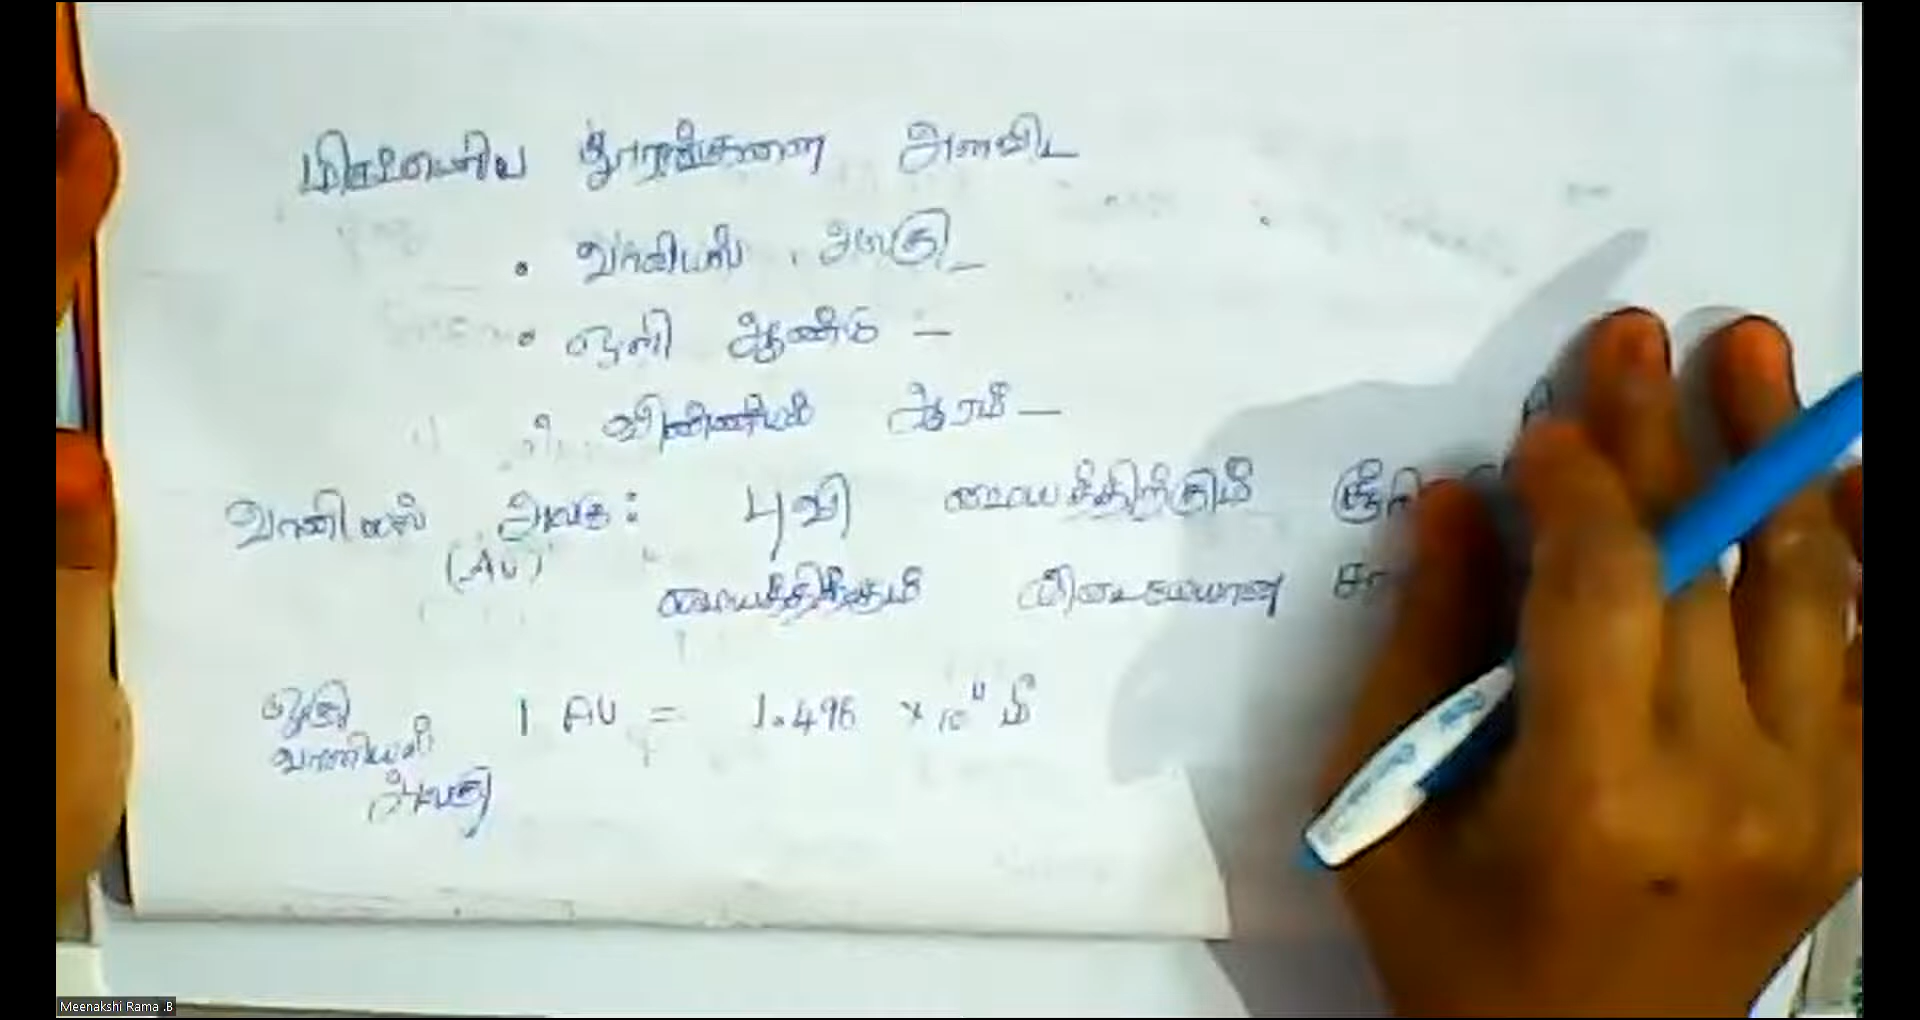 மிகப்பெரிய தூரங்களை அளவிட
• வானியல் அலகு -
• ஒளி ஆண்டு -
விண்ணியல் ஆரம் -
வானியல் அலகு : புவி மையத்திற்கும்
(AU)
மையத்திற்கும் இடையேயான
ஒரு 1 AU = 1.496 × 10¹¹ மீ
வானியல்
அலகு
Meenakshi Rama .B